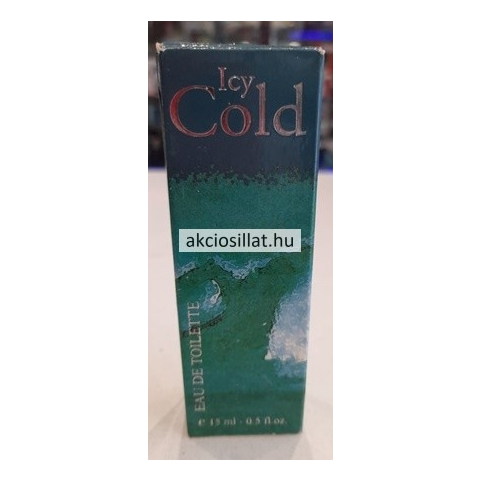 Icy
Cold
akciosillat.hu
EAU DE TOILETTE
e 15 ml - 0.5 fl oz.